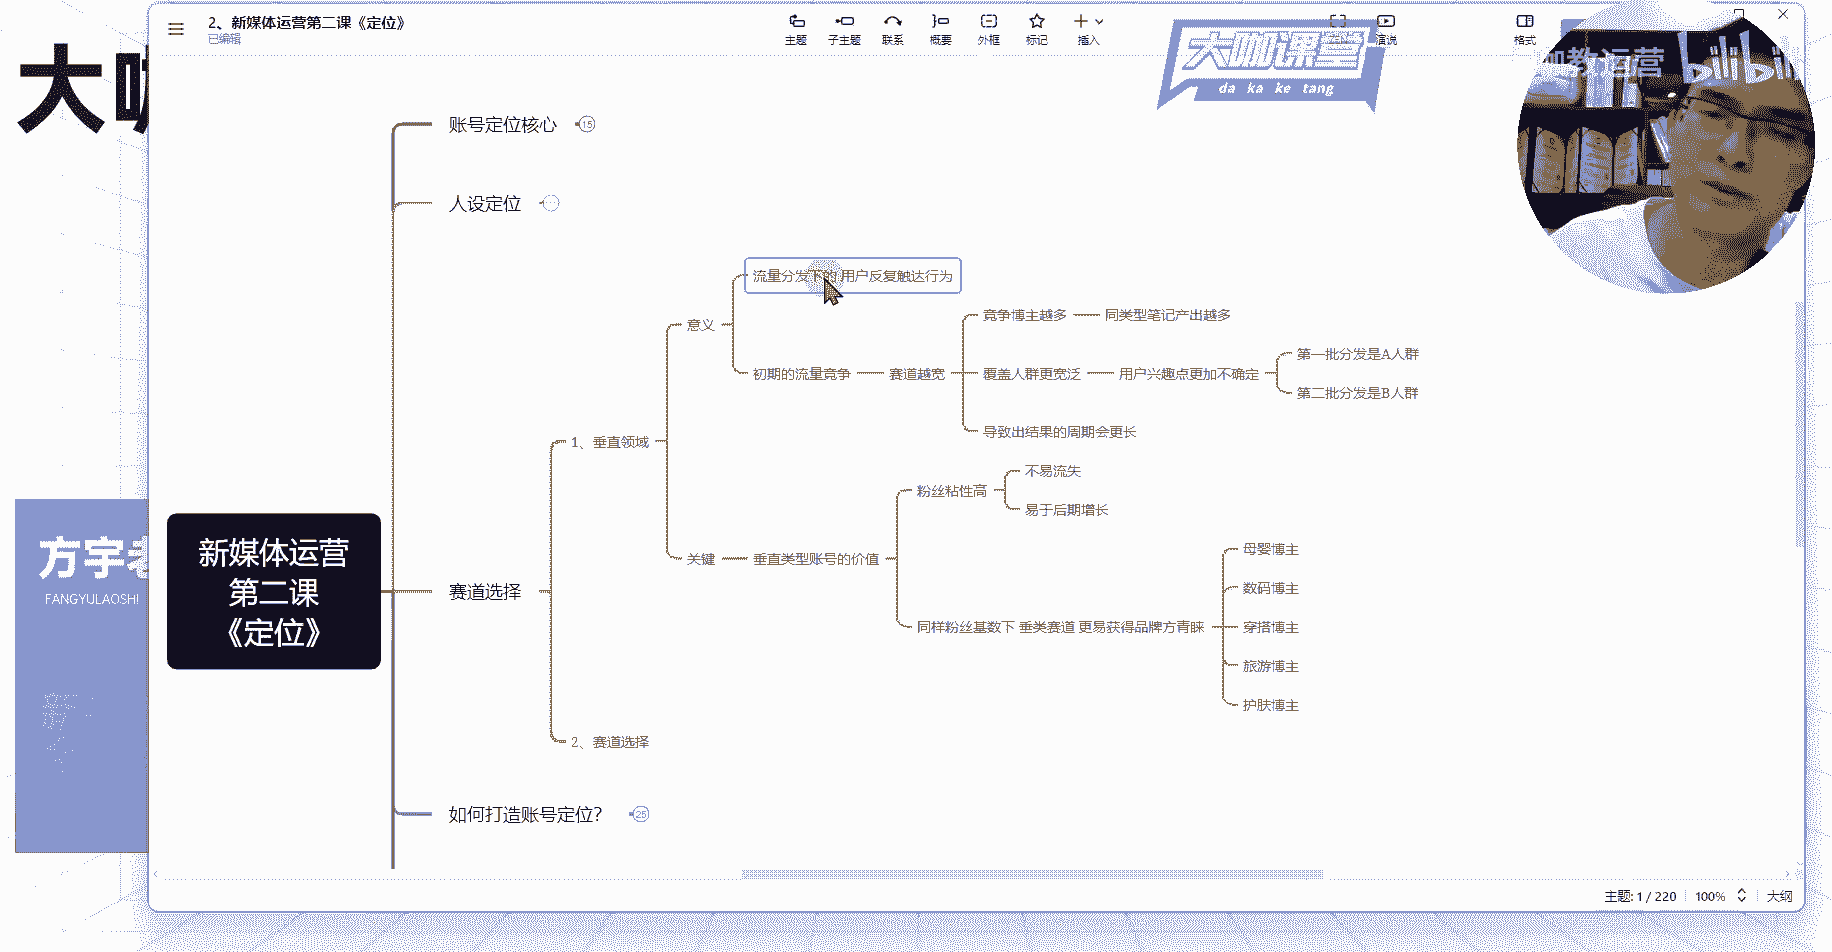 2、新媒体运营第二课《定位》
已编辑
主题
子主题
联系
概要
外框
标记
插入
演说
格式
大咖课堂
da ka ke tang
咖教运营
bilibili
大咖
方宇老
FANGYULAOSHI
新媒体运营
第二课
《定位》
账号定位核心
15
人设定位
赛道选择
1、垂直领域
意义
流量分发下的 用户反复触达行为
初期的流量竞争
赛道越宽
竞争博主越多
同类型笔记产出越多
覆盖人群更宽泛
用户兴趣点更加不确定
第一批分发是A人群
第二批分发是B人群
导致出结果的周期会更长
关键
垂直类型账号的价值
粉丝粘性高
不易流失
易于后期增长
同样粉丝基数下 垂类赛道 更易获得品牌方青睐
母婴博主
数码博主
穿搭博主
旅游博主
护肤博主
2、赛道选择
如何打造账号定位？
25
主题: 1 / 220
100%
大纲